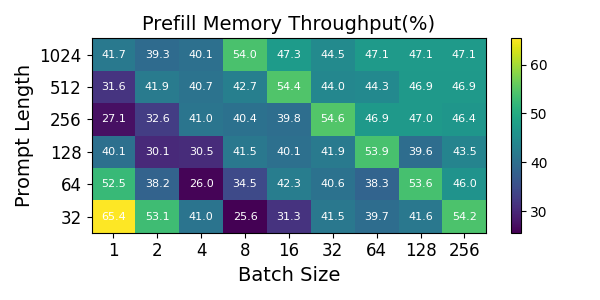 Prefill Memory Throughput(%)
Prompt Length
1024 41.7 39.3 40.1 54.0 47.3 44.5 47.1 47.1 47.1
512 31.6 41.9 40.7 42.7 54.4 44.0 44.3 46.9 46.9
256 27.1 32.6 41.0 40.4 39.8 54.6 46.9 47.0 46.4
128 40.1 30.1 30.5 41.5 40.1 41.9 53.9 39.6 43.5
64 52.5 38.2 26.0 34.5 42.3 40.6 38.3 53.6 46.0
32 65.4 53.1 41.0 25.6 31.3 41.5 39.7 41.6 54.2
1 2 4 8 16 32 64 128 256
Batch Size
60
50
40
30